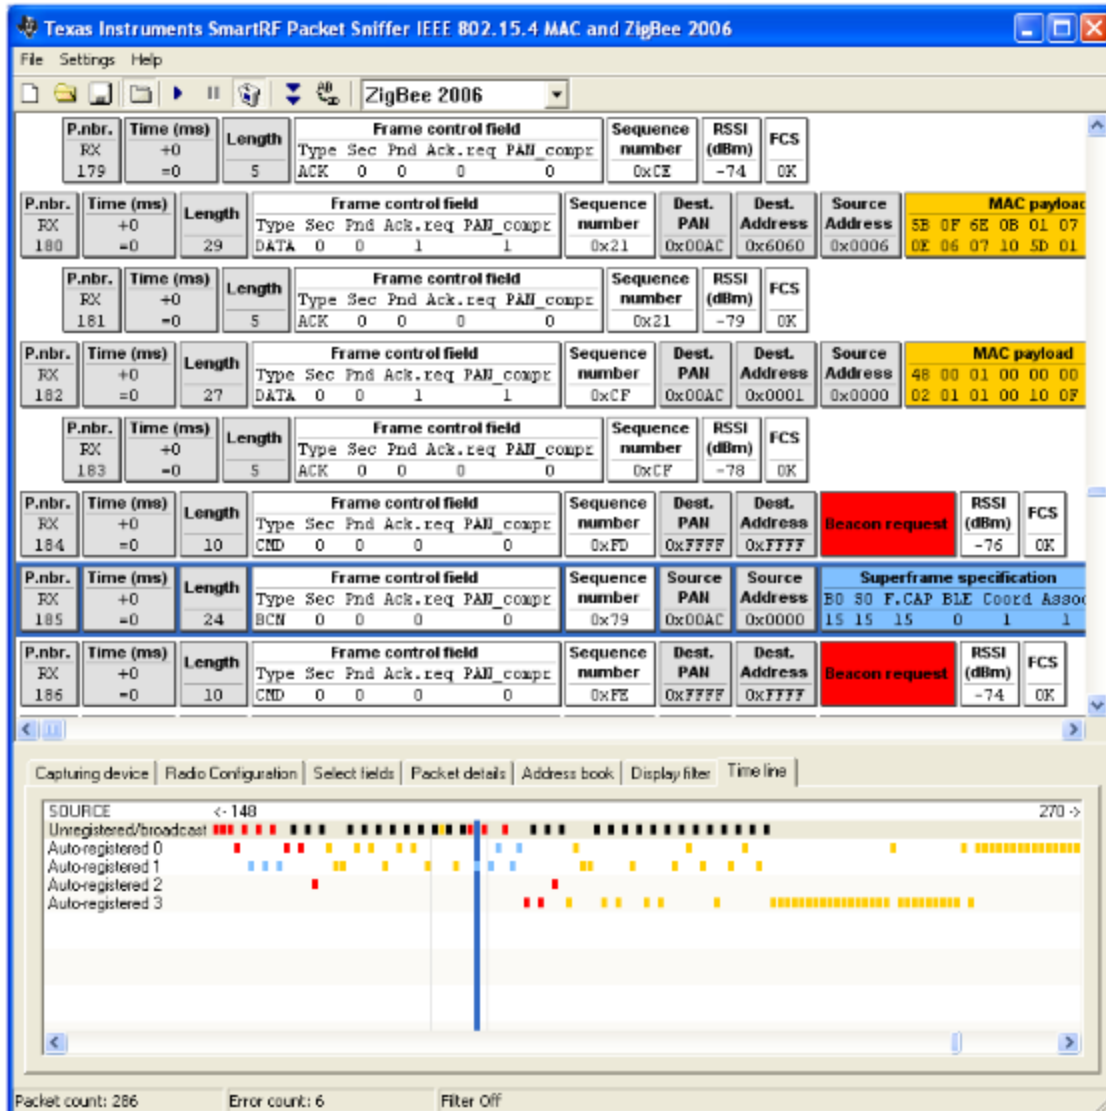 Texas Instruments SmartRF Packet Sniffer IEEE 802.15.4 MAC and ZigBee 2006
File Settings Help
ZigBee 2006
P.nbr. Time (ms) Length Frame control field Sequence RSSI FCS
RX +0 Type Sec Pnd Ack.req PAN_compr number (dBm)
179 =0 5 ACK 0 0 0 0 0xCE -74 OK
P.nbr. Time (ms) Length Frame control field Sequence Dest. Dest. Source MAC payload
RX +0 Type Sec Pnd Ack.req PAN_compr number PAN Address Address 5B 0F 6E 0B 01 07
180 =0 29 DATA 0 0 1 1 0x21 0x00AC 0x6060 0x0006 0E 06 07 10 5D 01
P.nbr. Time (ms) Length Frame control field Sequence RSSI FCS
RX +0 Type Sec Pnd Ack.req PAN_compr number (dBm)
181 =0 5 ACK 0 0 0 0 0x21 -79 OK
P.nbr. Time (ms) Length Frame control field Sequence Dest. Dest. Source MAC payload
RX +0 Type Sec Pnd Ack.req PAN_compr number PAN Address Address 48 00 01 00 00 00
182 =0 27 DATA 0 0 1 1 0xCF 0x00AC 0x0001 0x0000 02 01 01 00 10 0F
P.nbr. Time (ms) Length Frame control field Sequence RSSI FCS
RX +0 Type Sec Pnd Ack.req PAN_compr number (dBm)
183 =0 5 ACK 0 0 0 0 0xCF -78 OK
P.nbr. Time (ms) Length Frame control field Sequence Dest. Dest. Beacon request RSSI FCS
RX +0 Type Sec Pnd Ack.req PAN_compr number PAN Address (dBm)
184 =0 10 CMD 0 0 0 0 0xFD 0xFFFF 0xFFFF -76 OK
P.nbr. Time (ms) Length Frame control field Sequence Source Source Superframe specification
RX +0 Type Sec Pnd Ack.req PAN_compr number PAN Address BO SO F.CAP BLE Coord Assoc
185 =0 24 BCN 0 0 0 0 0x79 0x00AC 0x0000 15 15 15 0 1 1
P.nbr. Time (ms) Length Frame control field Sequence Dest. Dest. Beacon request RSSI FCS
RX +0 Type Sec Pnd Ack.req PAN_compr number PAN Address (dBm)
186 =0 10 CMD 0 0 0 0 0xFE 0xFFFF 0xFFFF -74 OK
Capturing device Radio Configuration Select fields Packet details Address book Display filter Time line
SOURCE <- 148 270 ->
Unregistered/broadcast
Auto-registered 0
Auto-registered 1
Auto-registered 2
Auto-registered 3
Packet count: 286 Error count: 6 Filter Off